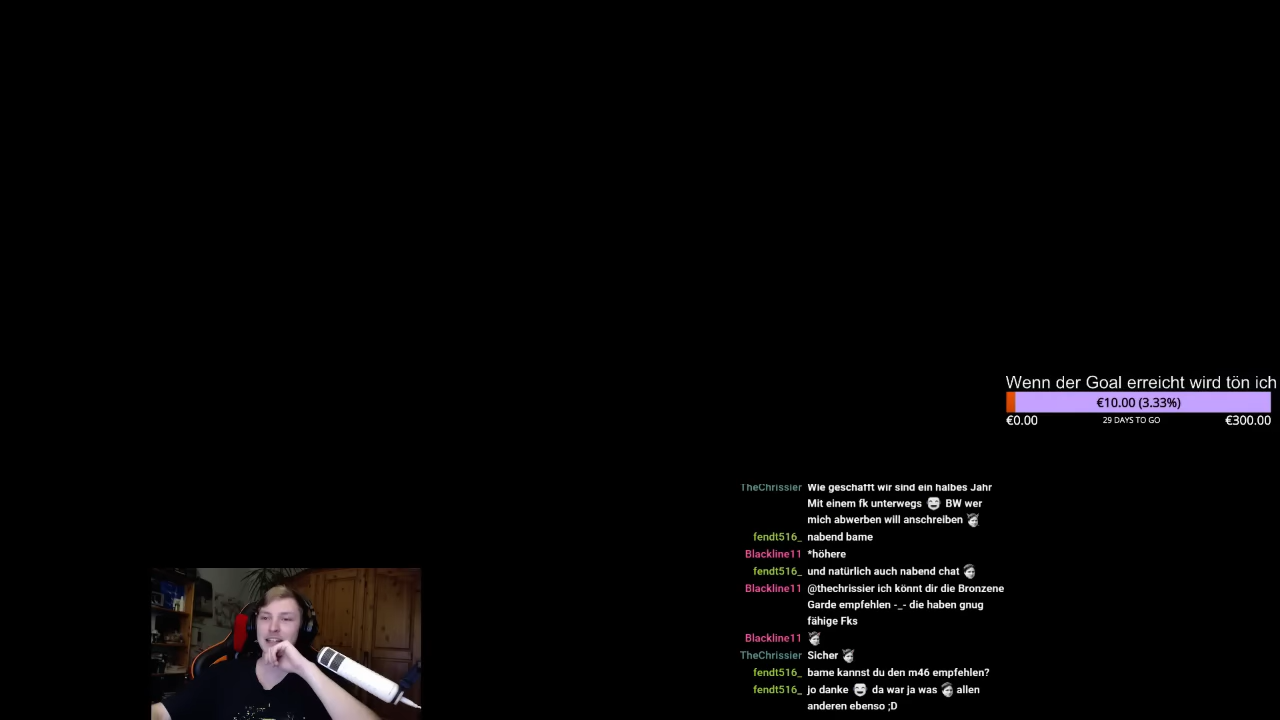 Wenn der Goal erreicht wird tön ich
€10.00 (3.33%)
€0.00 29 DAYS TO GO €300.00
TheChrissier Wie geschafft wir sind ein halbes Jahr
Mit einem fk unterwegs BW wer
mich abwerben will anschreiben
fendt516_ nabend bame
Blackline11 *höhere
fendt516_ und natürlich auch nabend chat
Blackline11 @thechrissier ich könnt dir die Bronzene
Garde empfehlen -_- die haben gnug
fähige Fks
Blackline11
TheChrissier Sicher
fendt516_ bame kannst du den m46 empfehlen?
fendt516_ jo danke da war ja was allen
anderen ebenso ;D